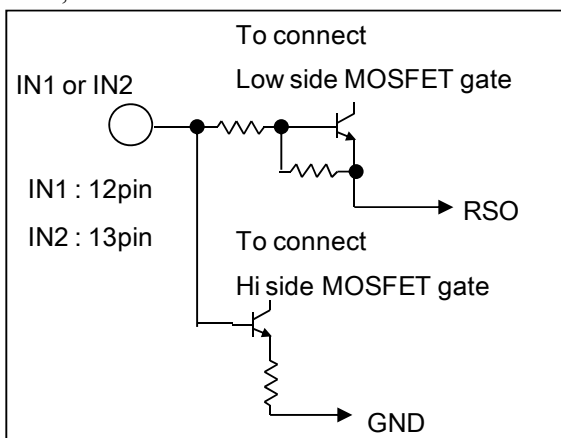 To connect
Low side MOSFET gate
IN1 or IN2
IN1 : 12pin
RSO
IN2 : 13pin
To connect
Hi side MOSFET gate
GND